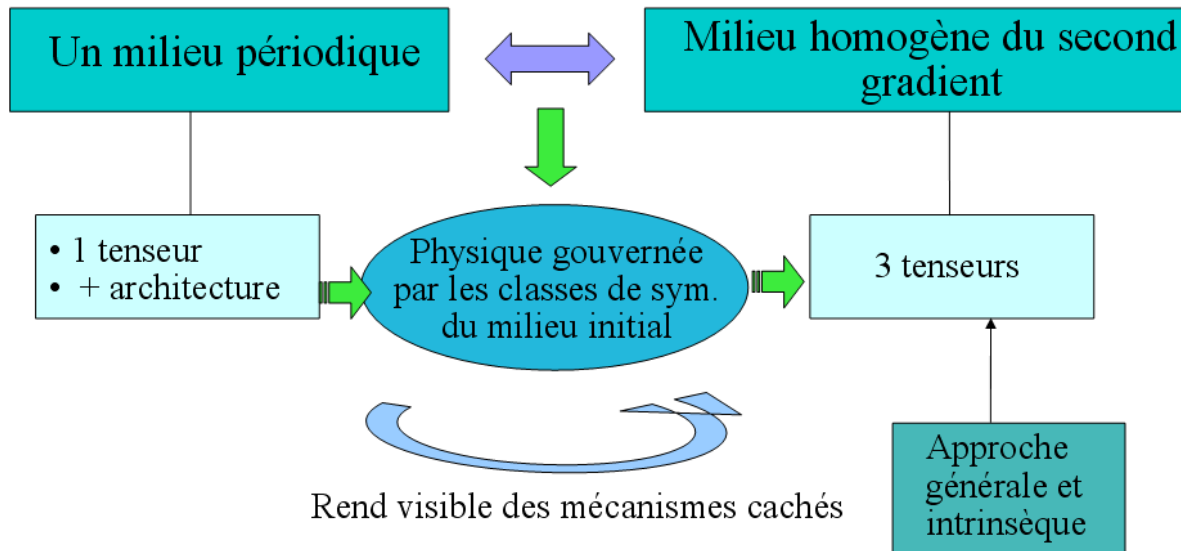 Un milieu périodique
Milieu homogène du second
gradient
• 1 tenseur
• + architecture
Physique gouvernée
par les classes de sym.
du milieu initial
3 tenseurs
Rend visible des mécanismes cachés
Approche
générale et
intrinsèque